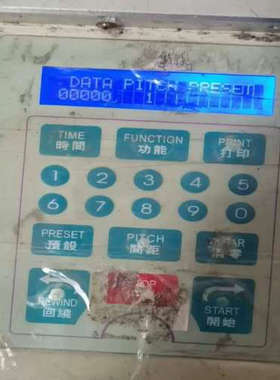 DATA PITCH PRESET
00000 1
TIME
時間
FUNCTION
功能
PRINT
打印
1 2 3 4 5
6 7 8 9 0
PRESET
預設
PITCH
間距
清零
REWIND
回繞
START
開始